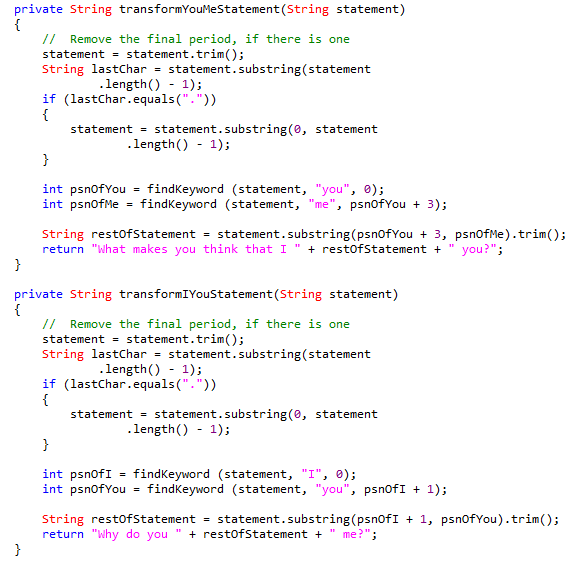 private String transformYouMeStatement(String statement)
{
    //  Remove the final period, if there is one
    statement = statement.trim();
    String lastChar = statement.substring(statement
            .length() - 1);
    if (lastChar.equals("."))
    {
        statement = statement.substring(0, statement
                .length() - 1);
    }

    int psnOfYou = findKeyword (statement, "you", 0);
    int psnOfMe = findKeyword (statement, "me", psnOfYou + 3);

    String restOfStatement = statement.substring(psnOfYou + 3, psnOfMe).trim();
    return "What makes you think that I " + restOfStatement + " you?";
}

private String transformIYouStatement(String statement)
{
    //  Remove the final period, if there is one
    statement = statement.trim();
    String lastChar = statement.substring(statement
            .length() - 1);
    if (lastChar.equals("."))
    {
        statement = statement.substring(0, statement
                .length() - 1);
    }

    int psnOfI = findKeyword (statement, "I", 0);
    int psnOfYou = findKeyword (statement, "you", psnOfI + 1);

    String restOfStatement = statement.substring(psnOfI + 1, psnOfYou).trim();
    return "Why do you " + restOfStatement + " me?";
}